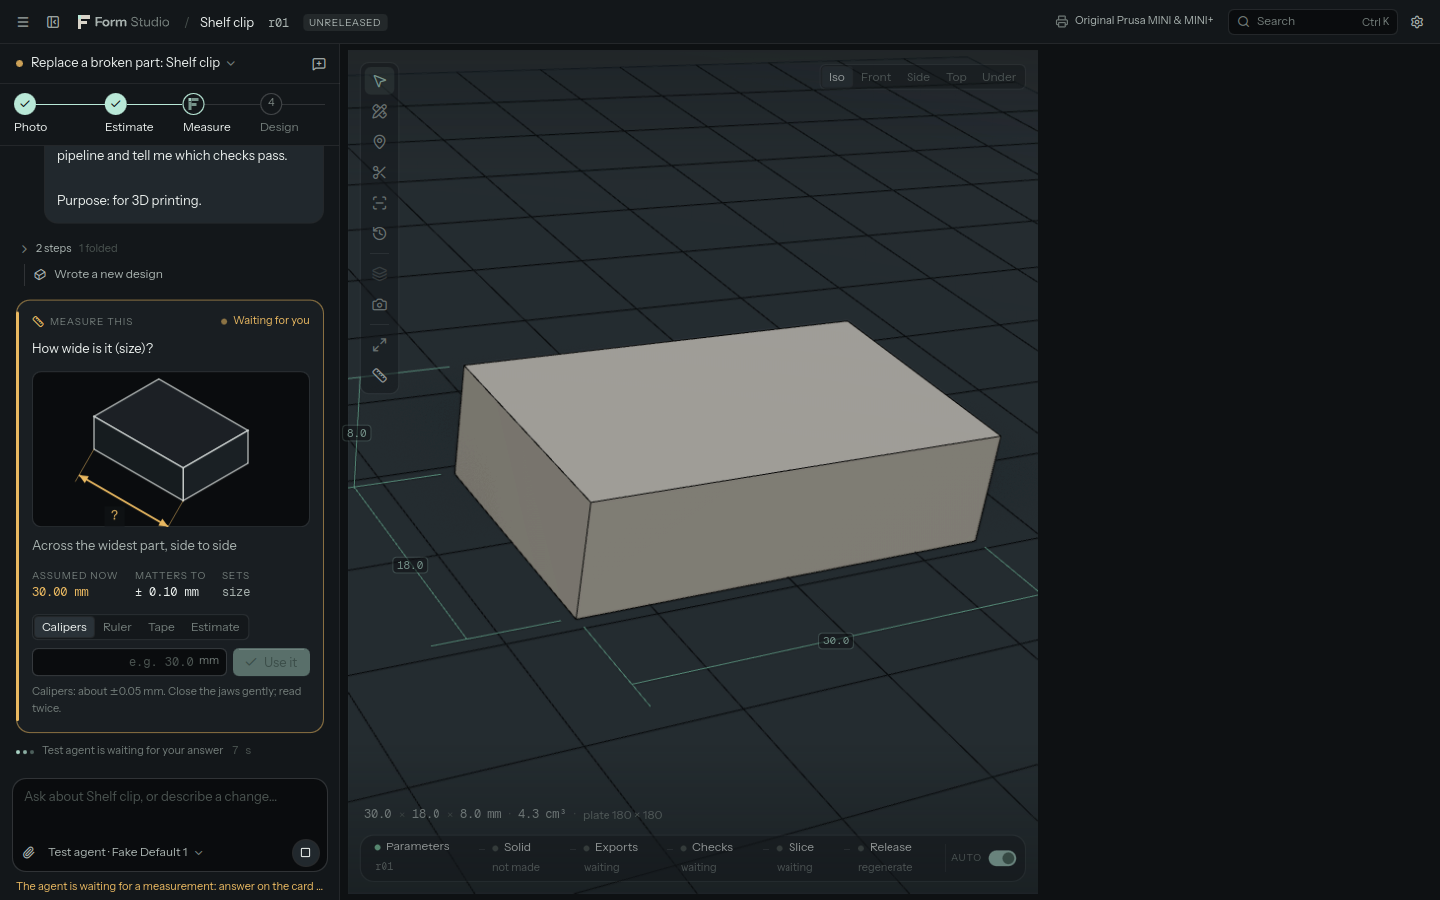 Form Studio / Shelf clip r01 UNRELEASED
Original Prusa MINI & MINI+
Search Ctrl K
Replace a broken part: Shelf clip
4
Photo Estimate Measure Design
pipeline and tell me which checks pass.
Purpose: for 3D printing.
2 steps 1 folded
Wrote a new design
MEASURE THIS Waiting for you
How wide is it (size)?
?
Across the widest part, side to side
ASSUMED NOW MATTERS TO SETS
30.00 mm ± 0.10 mm size
Calipers Ruler Tape Estimate
e.g. 30.0 mm Use it
Calipers: about ±0.05 mm. Close the jaws gently; read
twice.
Test agent is waiting for your answer 7 s
Ask about Shelf clip, or describe a change...
Test agent · Fake Default 1
The agent is waiting for a measurement: answer on the card ...
Iso Front Side Top Under
8.0
18.0
30.0
30.0 × 18.0 × 8.0 mm · 4.3 cm³ · plate 180 × 180
Parameters Solid Exports Checks Slice Release
r01 not made waiting waiting waiting regenerate
AUTO